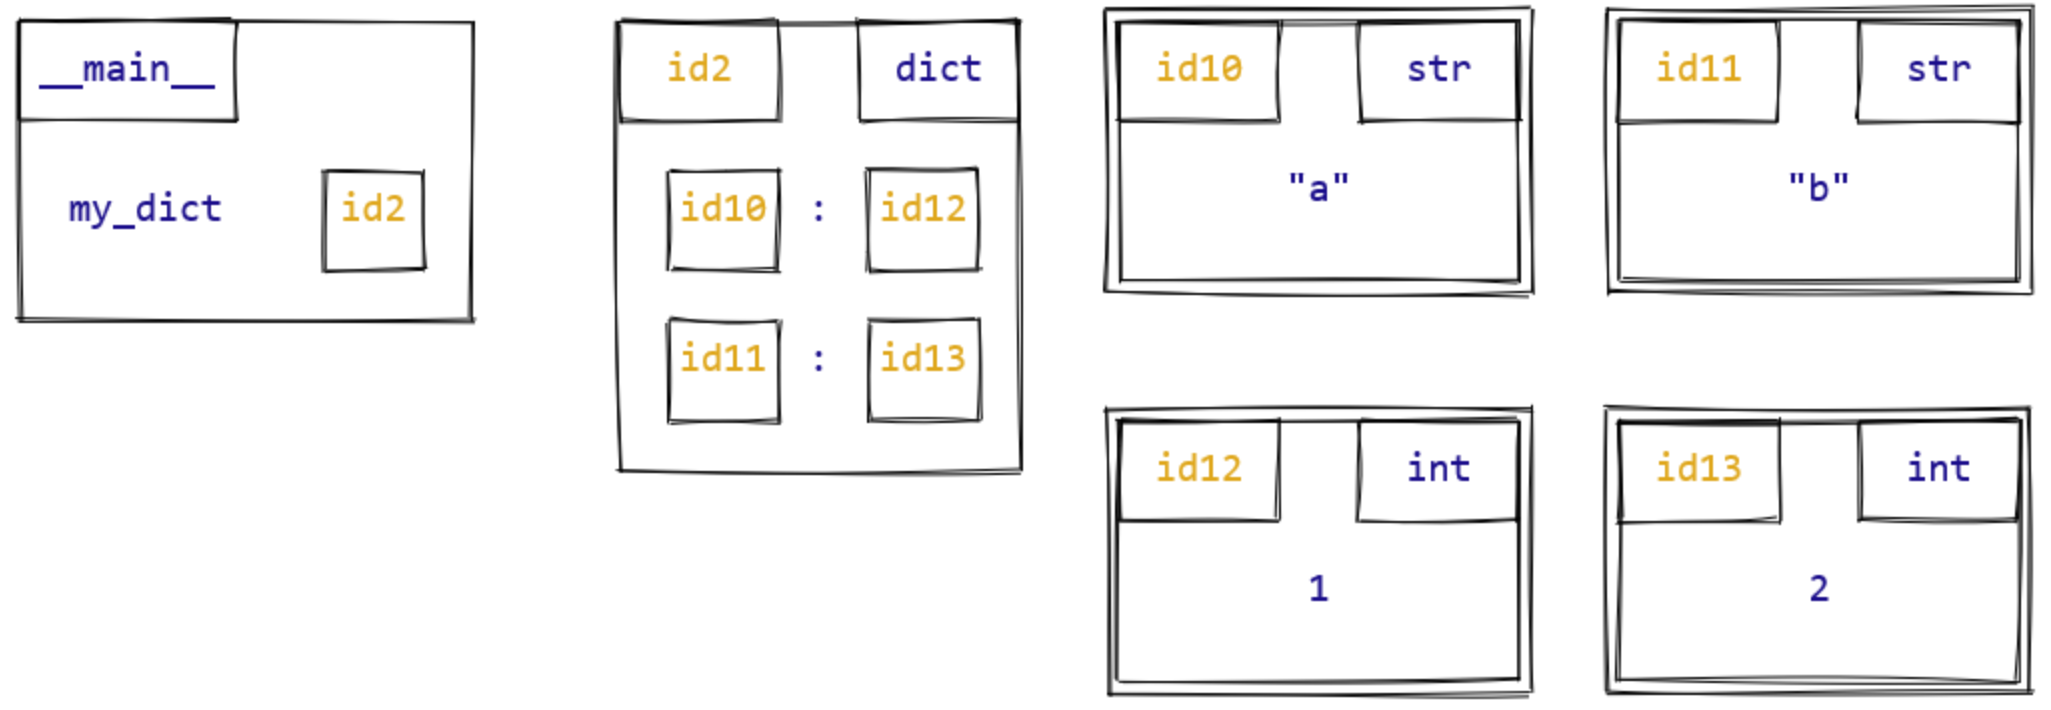 __main__
my_dict id2
id2 dict
id10 : id12
id11 : id13
id10 str
"a"
id11 str
"b"
id12 int
1
id13 int
2